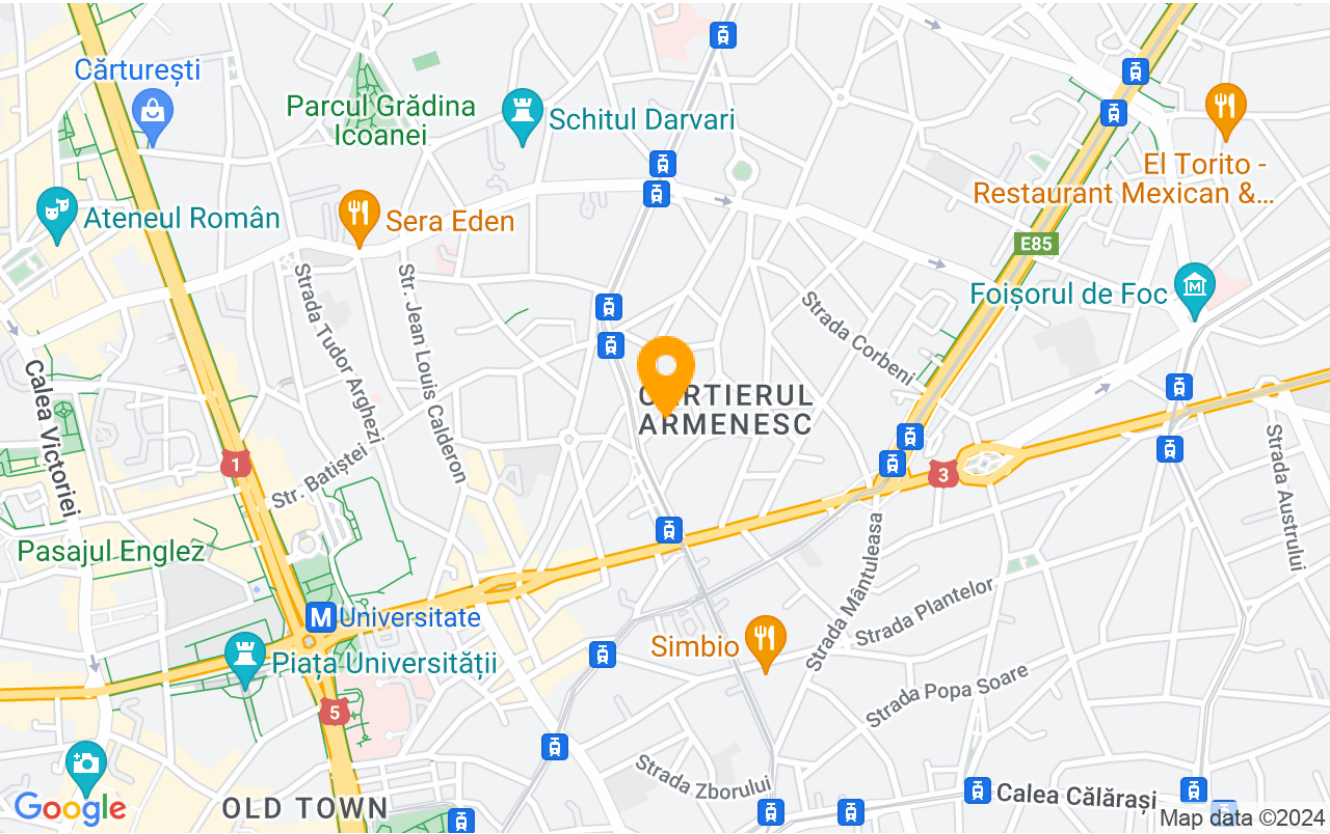 Cărturești
Parcul Grădina
Icoanei
Schitul Darvari
El Torito -
Restaurant Mexican &...
Ateneul Român
Sera Eden
E85
Strada Tudor Arghezi
Str. Jean Louis Calderon
Foișorul de Foc
Strada Corbeni
Calea Victoriei
ARMENESC
1
Str. Batiștei
3
Strada Austrului
Pasajul Englez
M
Universitate
Strada Mântuleasa
Strada Plantelor
Simbio
Piața Universității
Strada Popa Soare
5
Strada Zborului
Calea Călărași
Google
OLD TOWN
Map data ©2024